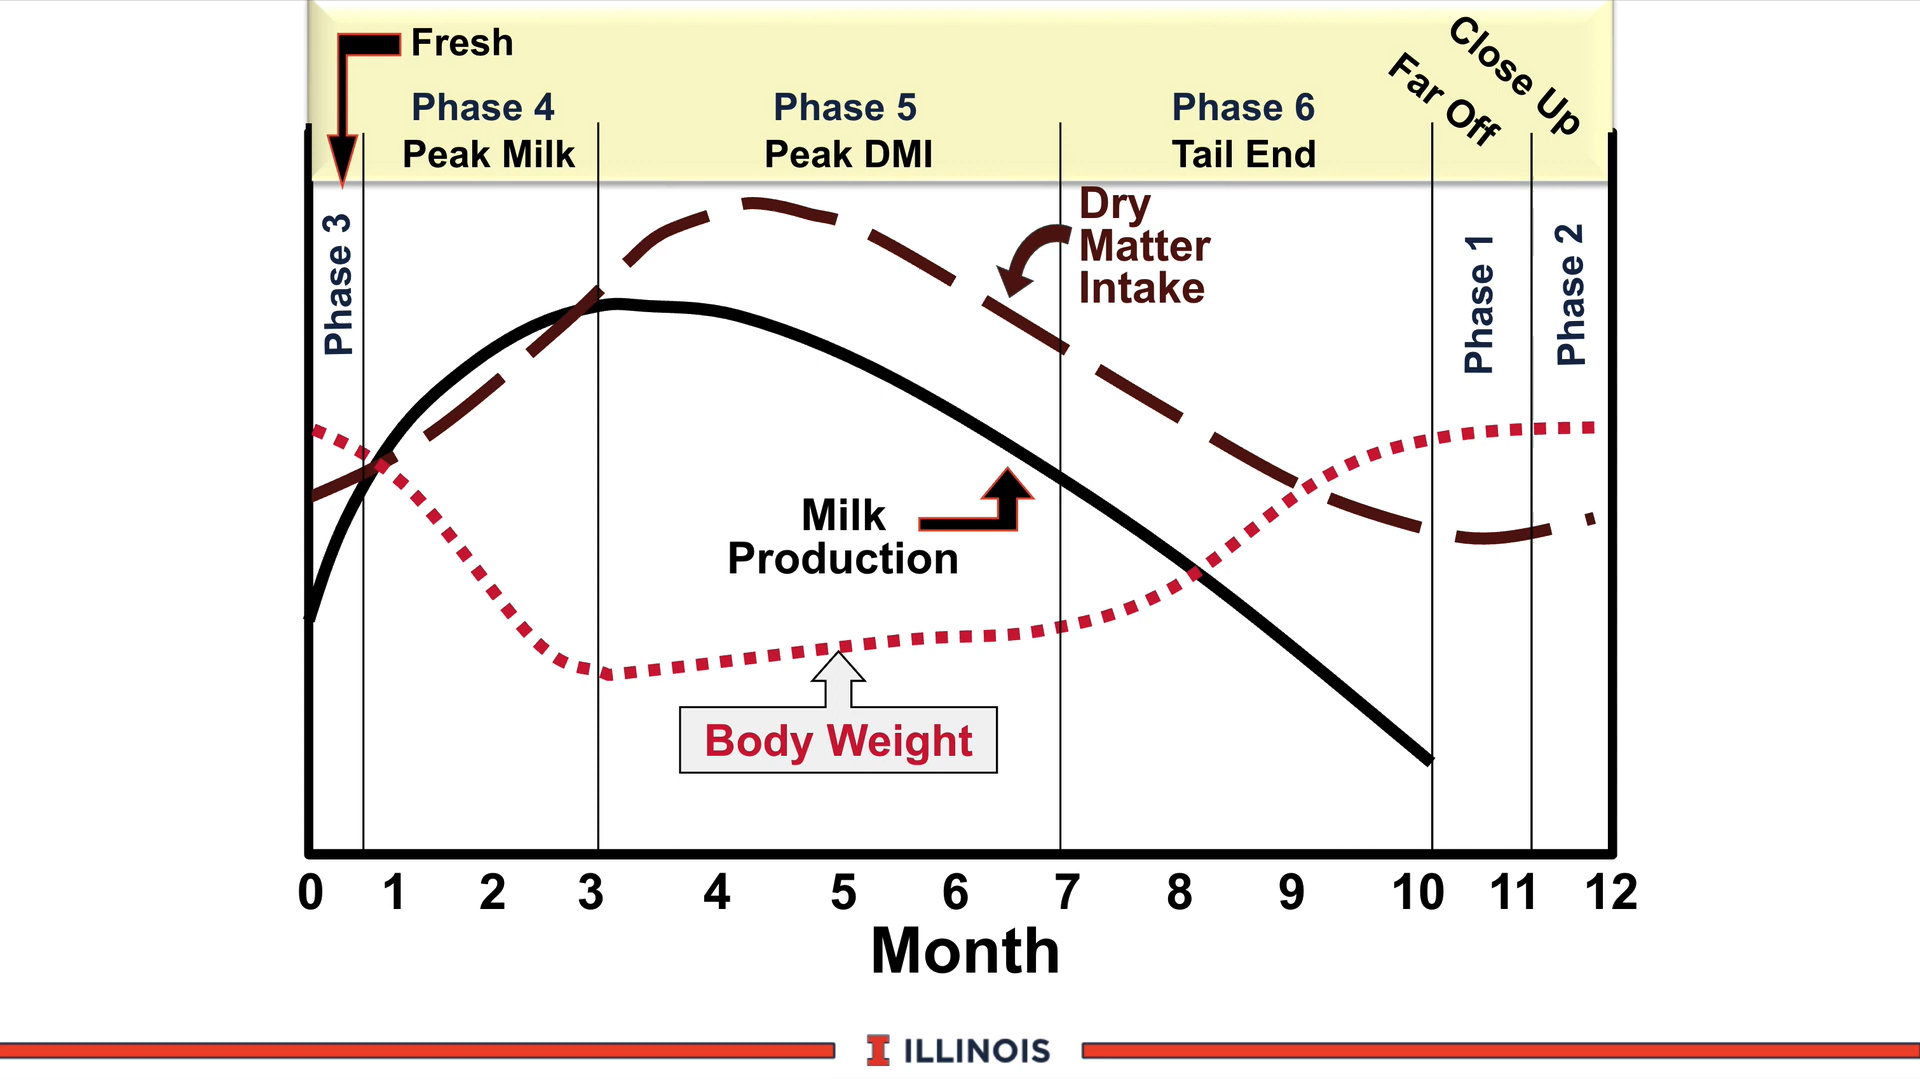 Fresh
Close Up
Far Off
Phase 4
Peak Milk
Phase 5
Peak DMI
Phase 6
Tail End
Phase 3
Dry
Matter
Intake
Phase 1
Phase 2
Milk
Production
Body Weight
0 1 2 3 4 5 6 7 8 9 10 11 12
Month
I ILLINOIS